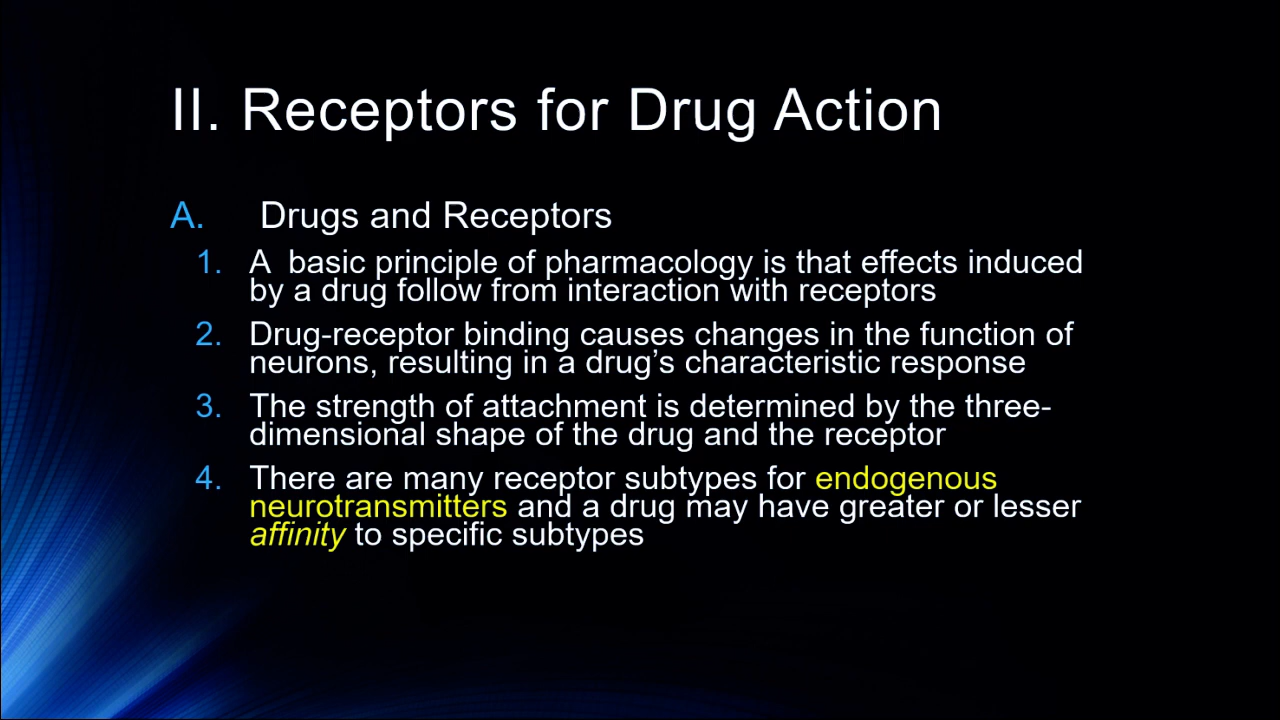 II. Receptors for Drug Action
A. Drugs and Receptors
1. A basic principle of pharmacology is that effects induced
by a drug follow from interaction with receptors
2. Drug-receptor binding causes changes in the function of
neurons, resulting in a drug’s characteristic response
3. The strength of attachment is determined by the three-
dimensional shape of the drug and the receptor
4. There are many receptor subtypes for endogenous
neurotransmitters and a drug may have greater or lesser
affinity to specific subtypes